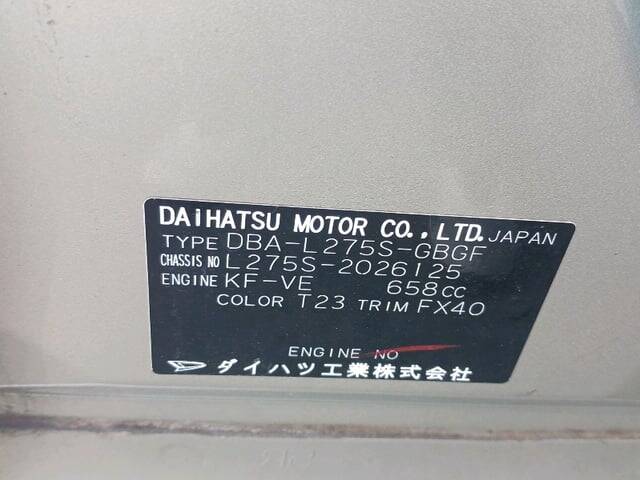 DAiHATSU MOTOR CO., LTD. JAPAN
TYPE DBA-L275S-GBGF
CHASSIS NO L275S-2026125
ENGINE KF-VE 658CC
COLOR T23 TRIM FX40
ENGINE NO
ダイハツ工業株式会社